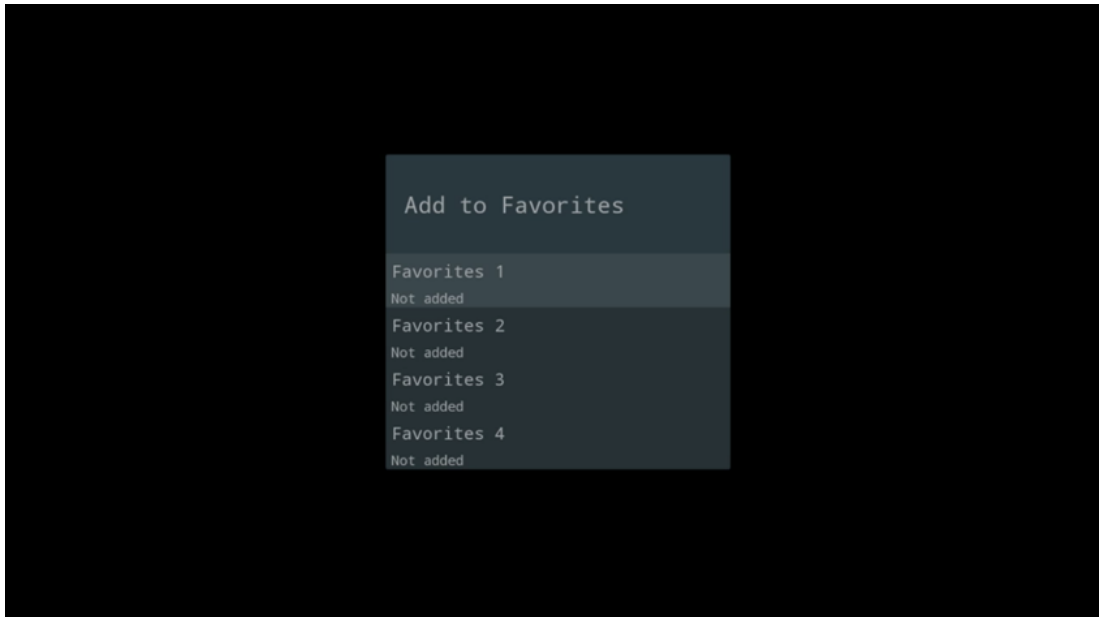 Add to Favorites
Favorites 1
Not added
Favorites 2
Not added
Favorites 3
Not added
Favorites 4
Not added